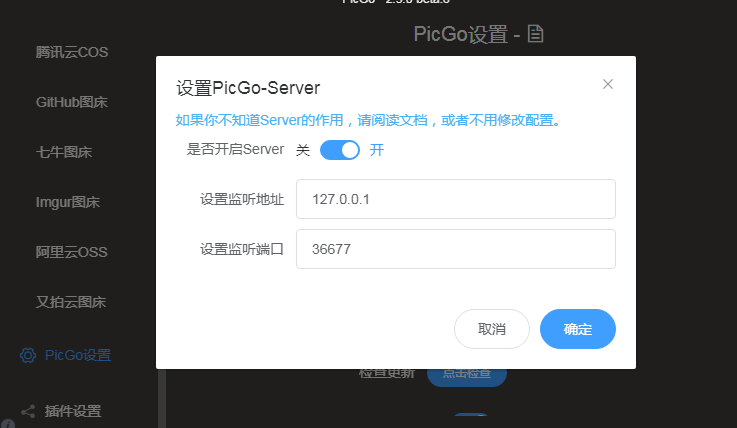 PicGo设置 -
腾讯云COS
GitHub图床
七牛图床
Imgur图床
阿里云OSS
又拍云图床
PicGo设置
插件设置
设置PicGo-Server
如果你不知道Server的作用，请阅读文档，或者不用修改配置。
是否开启Server 关 开
设置监听地址 127.0.0.1
设置监听端口 36677
取消 确定
检查更新 点击检查